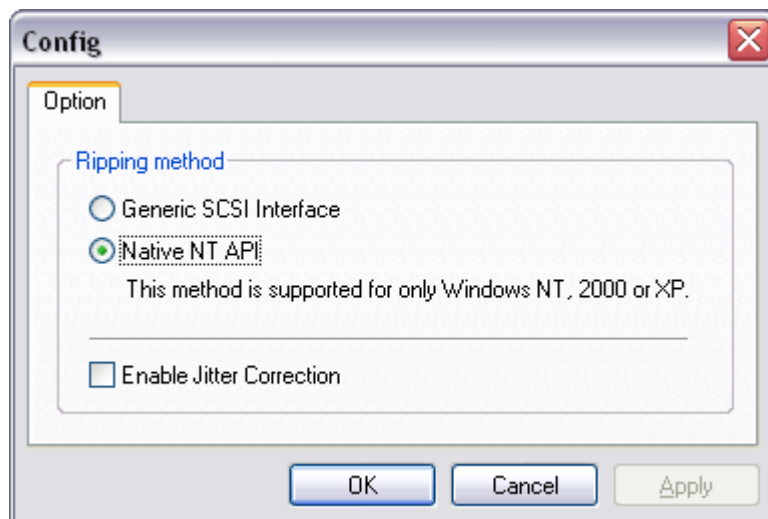 Config
Option
Ripping method
Generic SCSI Interface
Native NT API
This method is supported for only Windows NT, 2000 or XP.
Enable Jitter Correction
OK Cancel Apply